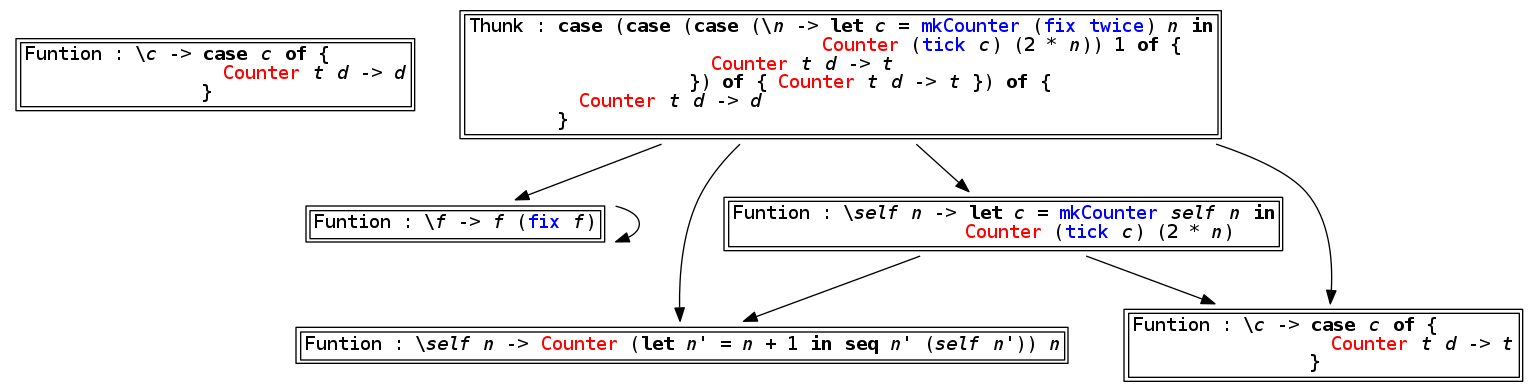 Funtion : \c -> case c of {
Counter t d -> d
}
Thunk : case (case (case (\n -> let c = mkCounter (fix twice) n in
Counter (tick c) (2 * n)) 1 of {
Counter t d -> t
}) of { Counter t d -> t }) of {
Counter t d -> d
}
Funtion : \f -> f (fix f)
Funtion : \self n -> let c = mkCounter self n in
Counter (tick c) (2 * n)
Funtion : \self n -> Counter (let n' = n + 1 in seq n' (self n')) n
Funtion : \c -> case c of {
Counter t d -> t
}